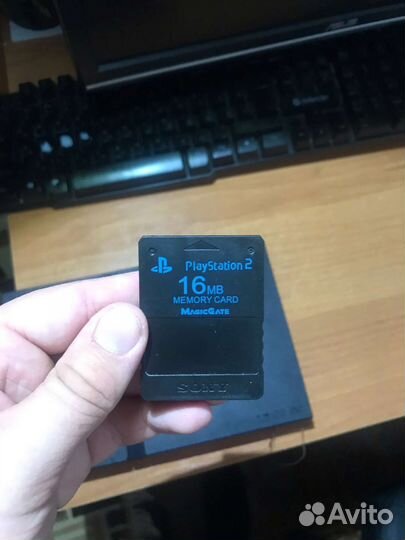 PlayStation 2
16MB
MEMORY CARD
MAGICGATE
SONY
Avito